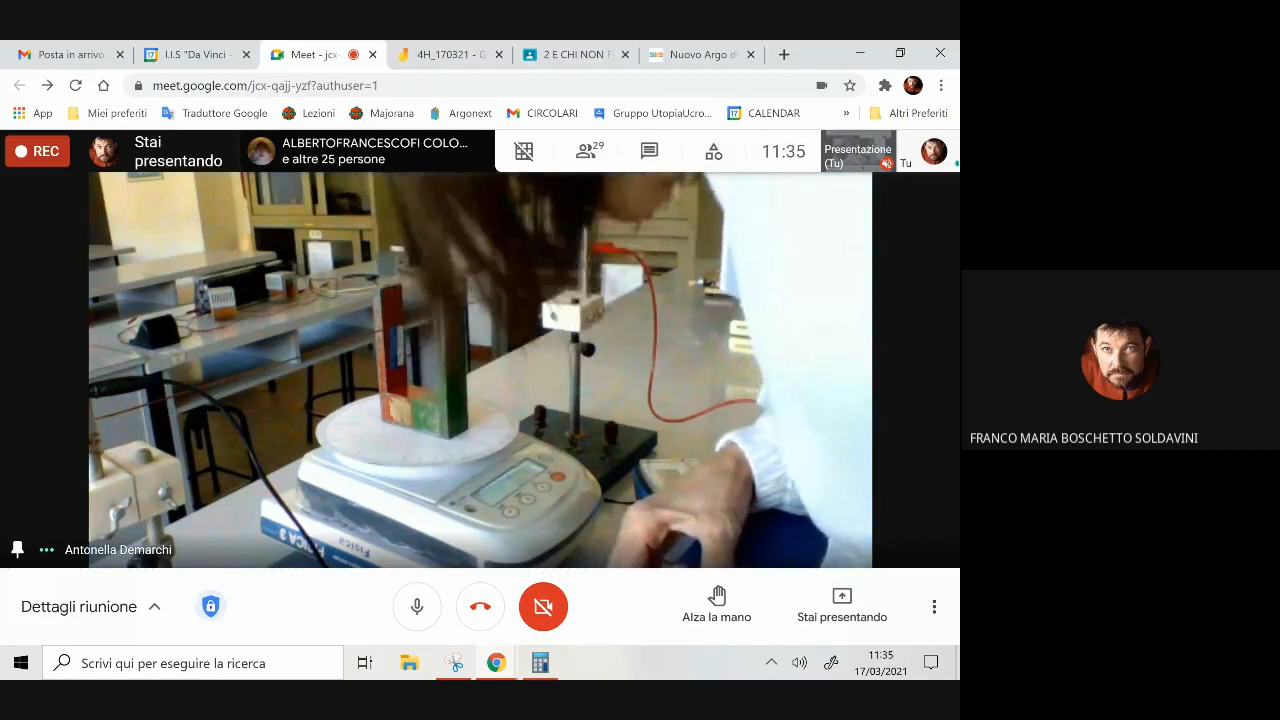 Posta in arrivo
I.I.S "Da Vinci -
Meet - jcx-
4H_170321 - G
2 E CHI NON F
Nuovo Argo d
meet.google.com/jcx-qajj-yzf?authuser=1
App
Miei preferiti
Traduttore Google
Lezioni
Majorana
Argonext
CIRCOLARI
Gruppo UtopiaUcro...
CALENDAR
»
Altri Preferiti
REC
Stai
presentando
ALBERTOFRANCESCOFI COLO...
e altre 25 persone
29
11:35
Presentazione
(Tu)
Tu
FRANCO MARIA BOSCHETTO SOLDAVINI
FISICA 3
Fisica
Antonella Demarchi
Dettagli riunione
Alza la mano
Stai presentando
Scrivi qui per eseguire la ricerca
11:35
17/03/2021